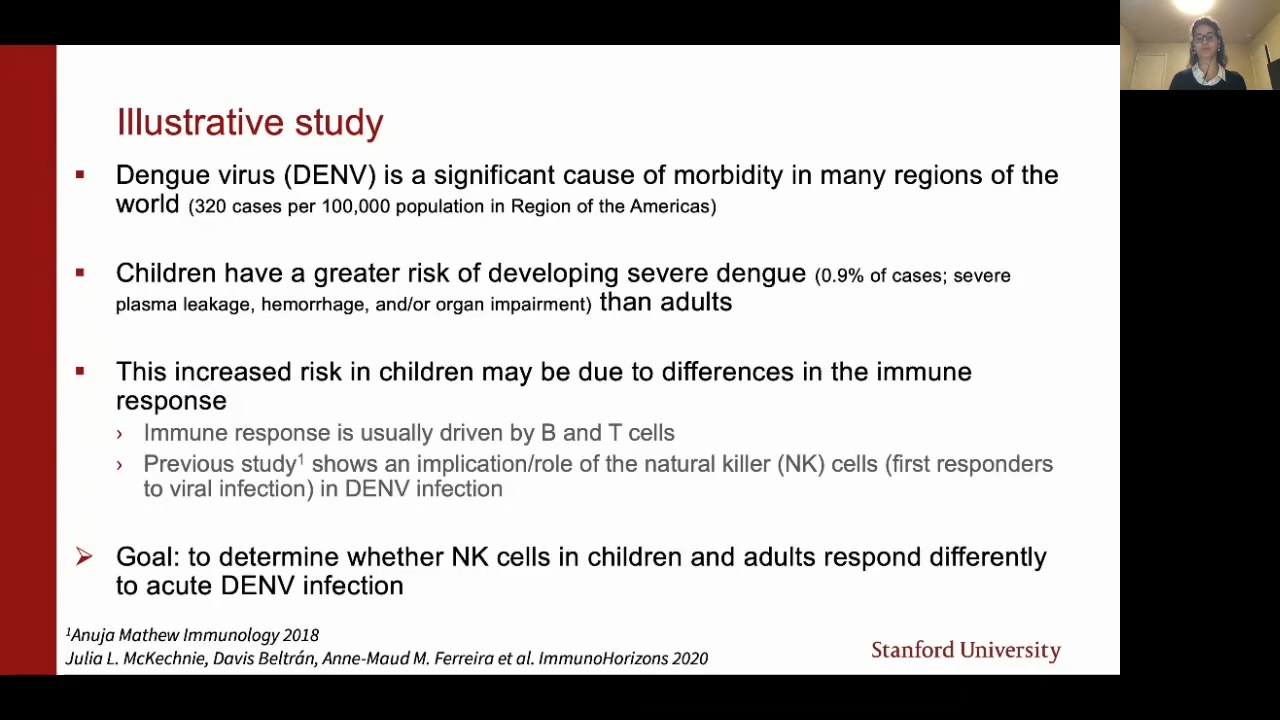 Illustrative study
▪ Dengue virus (DENV) is a significant cause of morbidity in many regions of the
world (320 cases per 100,000 population in Region of the Americas)
▪ Children have a greater risk of developing severe dengue (0.9% of cases; severe
plasma leakage, hemorrhage, and/or organ impairment) than adults
▪ This increased risk in children may be due to differences in the immune
response
› Immune response is usually driven by B and T cells
› Previous study¹ shows an implication/role of the natural killer (NK) cells (first responders
to viral infection) in DENV infection
➢ Goal: to determine whether NK cells in children and adults respond differently
to acute DENV infection
¹Anuja Mathew Immunology 2018
Julia L. McKechnie, Davis Beltrán, Anne-Maud M. Ferreira et al. ImmunoHorizons 2020
Stanford University